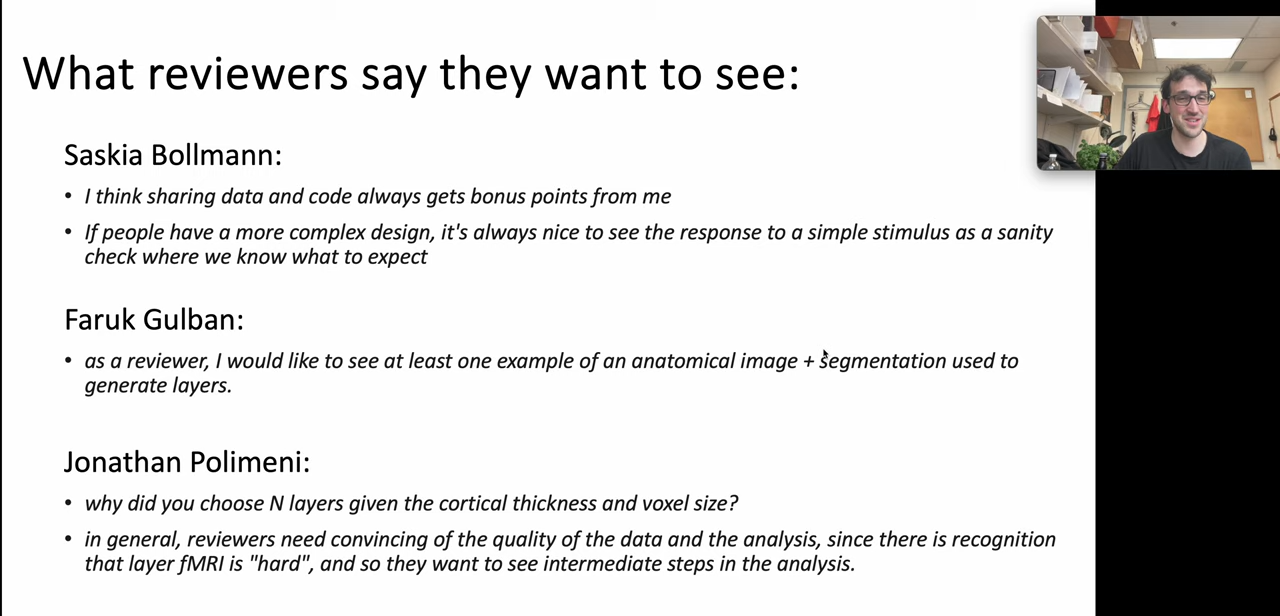 What reviewers say they want to see:
Saskia Bollmann:
• I think sharing data and code always gets bonus points from me
• If people have a more complex design, it's always nice to see the response to a simple stimulus as a sanity
check where we know what to expect
Faruk Gulban:
• as a reviewer, I would like to see at least one example of an anatomical image + segmentation used to
generate layers.
Jonathan Polimeni:
• why did you choose N layers given the cortical thickness and voxel size?
• in general, reviewers need convincing of the quality of the data and the analysis, since there is recognition
that layer fMRI is "hard", and so they want to see intermediate steps in the analysis.